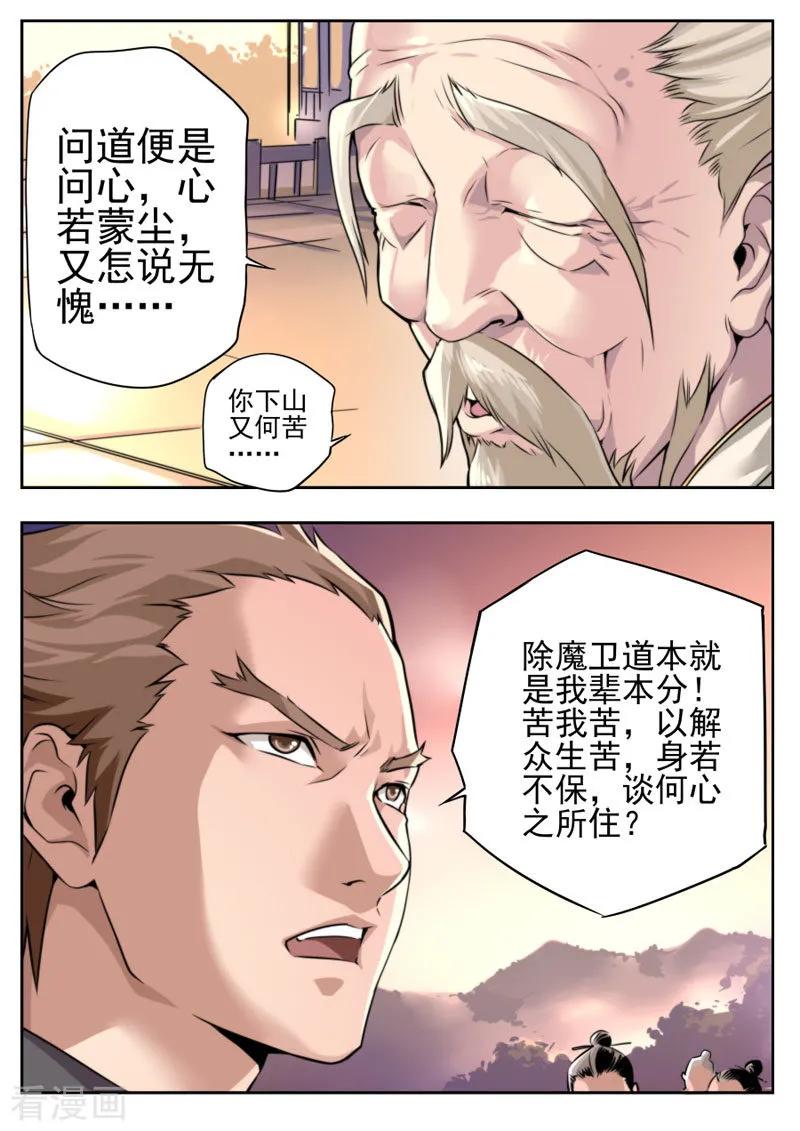 问道便是
问心，心
若蒙尘，
又怎说无
愧……
你下山
又何苦
……
除魔卫道本就
是我辈本分！
苦我苦，以解
众生苦，身若
不保，谈何心
之所住？
看漫画